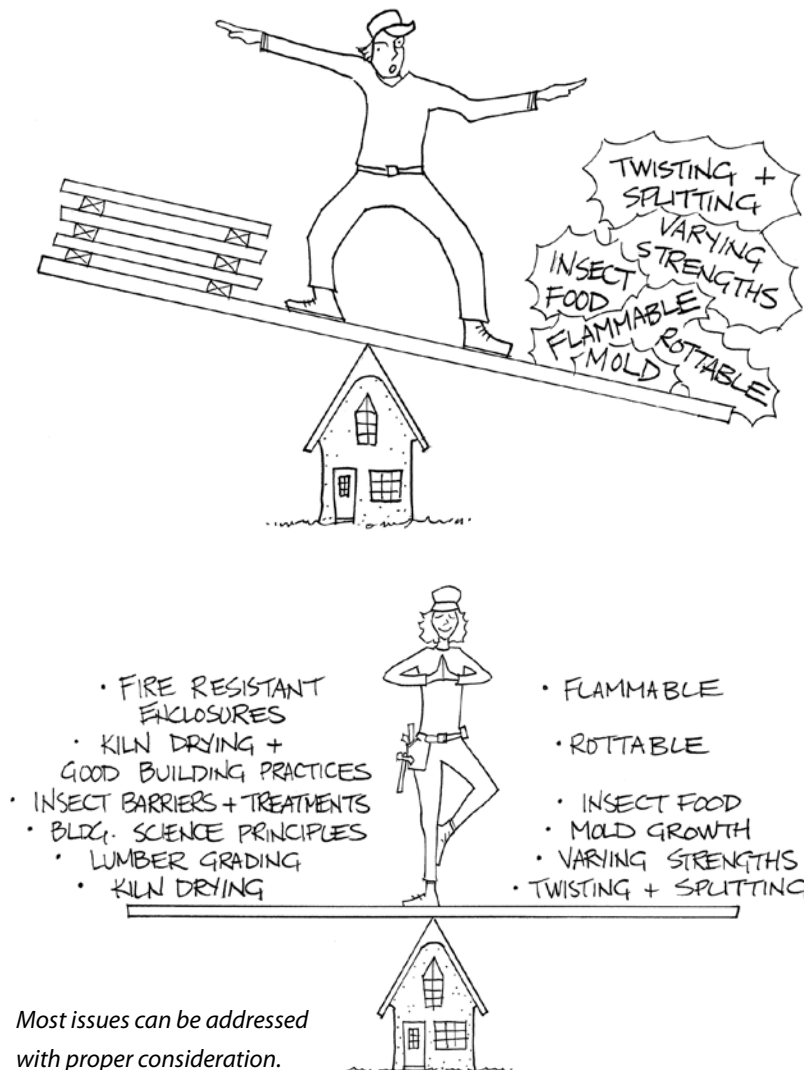 TWISTING +
SPLITTING
VARYING
STRENGTHS
INSECT
FOOD
FLAMMABLE
ROTTABLE
MOLD
• FIRE RESISTANT
ENCLOSURES
• KILN DRYING +
GOOD BUILDING PRACTICES
• INSECT BARRIERS + TREATMENTS
• BLDG. SCIENCE PRINCIPLES
• LUMBER GRADING
• KILN DRYING
• FLAMMABLE
• ROTTABLE
• INSECT FOOD
• MOLD GROWTH
• VARYING STRENGTHS
• TWISTING + SPLITTING
Most issues can be addressed
with proper consideration.